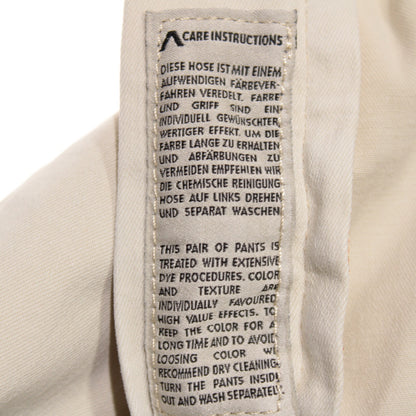 CARE INSTRUCTIONS
DIESE HOSE IST MIT EINEM
AUFWENDIGEN FÄRBEVER-
FAHREN VEREDELT. FARBE
UND GRIFF SIND EIN
INDIVIDUELL GEWÜNSCHTER,
WERTIGER EFFEKT. UM DIE
FARBE LANGE ZU ERHALTEN
UND ABFÄRBUNGEN ZU
VERMEIDEN EMPFEHLEN WIR
DIE CHEMISCHE REINIGUNG
HOSE AUF LINKS DREHEN
UND SEPARAT WASCHEN
THIS PAIR OF PANTS IS
TREATED WITH EXTENSIVE
DYE PROCEDURES. COLOR
AND TEXTURE ARE
INDIVIDUALLY FAVOURED
HIGH VALUE EFFECTS. TO
KEEP THE COLOR FOR A
LONG TIME AND TO AVOID
LOOSING COLOR WE
RECOMMEND DRY CLEANING.
TURN THE PANTS INSIDE
OUT AND WASH SEPARATELY